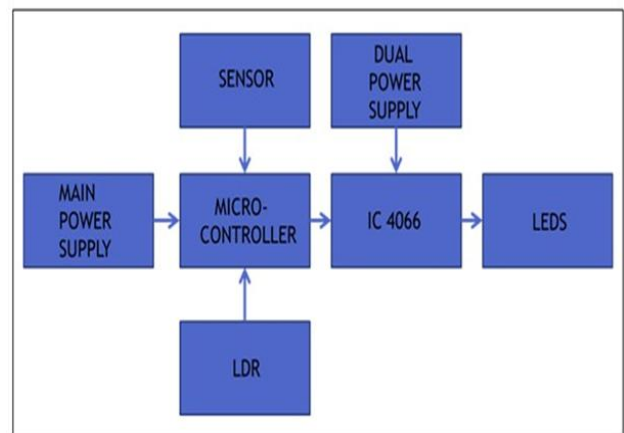 SENSOR
DUAL
POWER
SUPPLY
MAIN
POWER
SUPPLY
MICRO-
CONTROLLER
IC 4066
LEDS
LDR